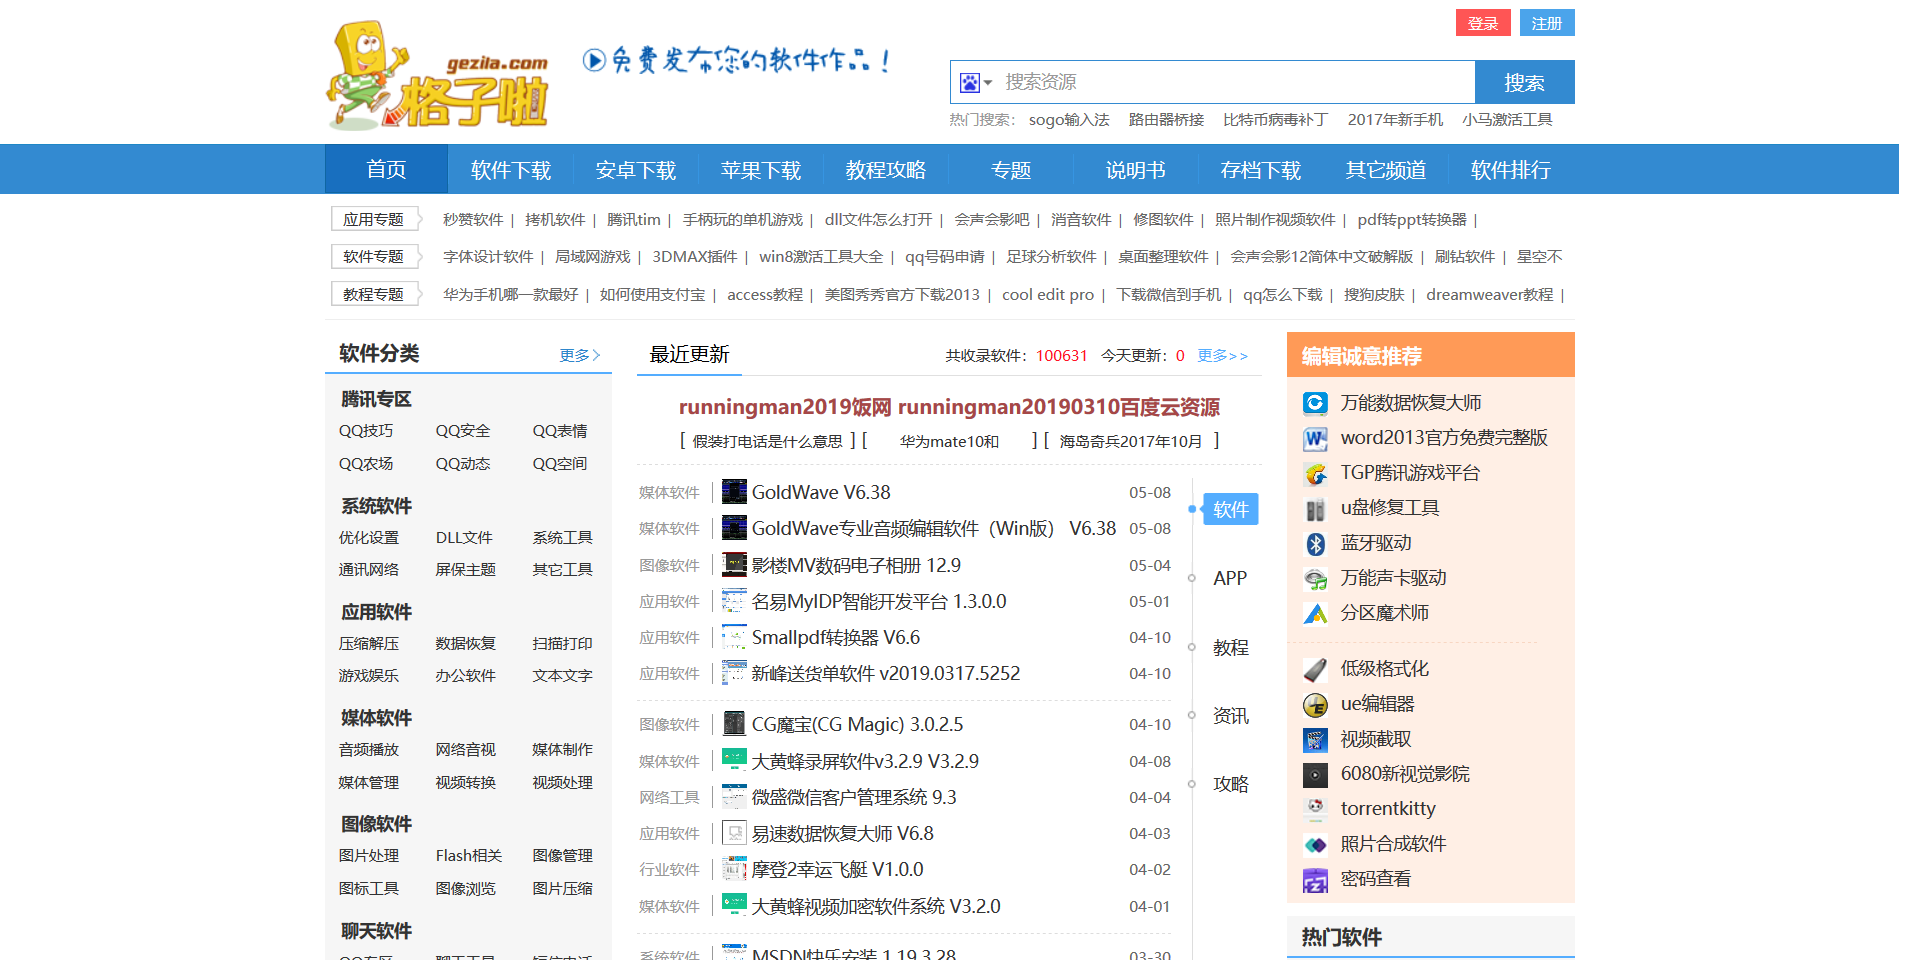 登录 注册
gezila.com
格子啦
免费发布您的软件作品！
搜索资源 搜索
热门搜索： sogo输入法 路由器桥接 比特币病毒补丁 2017年新手机 小马激活工具
首页 软件下载 安卓下载 苹果下载 教程攻略 专题 说明书 存档下载 其它频道 软件排行
应用专题 秒赞软件 | 拷机软件 | 腾讯tim | 手柄玩的单机游戏 | dll文件怎么打开 | 会声会影吧 | 消音软件 | 修图软件 | 照片制作视频软件 | pdf转ppt转换器 |
软件专题 字体设计软件 | 局域网游戏 | 3DMAX插件 | win8激活工具大全 | qq号码申请 | 足球分析软件 | 桌面整理软件 | 会声会影12简体中文破解版 | 刷钻软件 | 星空不
教程专题 华为手机哪一款最好 | 如何使用支付宝 | access教程 | 美图秀秀官方下载2013 | cool edit pro | 下载微信到手机 | qq怎么下载 | 搜狗皮肤 | dreamweaver教程 |
软件分类 更多
腾讯专区
QQ技巧 QQ安全 QQ表情
QQ农场 QQ动态 QQ空间
系统软件
优化设置 DLL文件 系统工具
通讯网络 屏保主题 其它工具
应用软件
压缩解压 数据恢复 扫描打印
游戏娱乐 办公软件 文本文字
媒体软件
音频播放 网络音视 媒体制作
媒体管理 视频转换 视频处理
图像软件
图片处理 Flash相关 图像管理
图标工具 图像浏览 图片压缩
聊天软件
QQ专区 聊天工具 短信电话
最近更新 共收录软件：100631 今天更新：0 更多>>
runningman2019饭网 runningman20190310百度云资源
[ 假装打电话是什么意思 ] [ 华为mate10和 ] [ 海岛奇兵2017年10月 ]
媒体软件 GoldWave V6.38 05-08
媒体软件 GoldWave专业音频编辑软件（Win版） V6.38 05-08
图像软件 影楼MV数码电子相册 12.9 05-04
应用软件 名易MyIDP智能开发平台 1.3.0.0 05-01
应用软件 Smallpdf转换器 V6.6 04-10
应用软件 新峰送货单软件 v2019.0317.5252 04-10
图像软件 CG魔宝(CG Magic) 3.0.2.5 04-10
媒体软件 大黄蜂录屏软件v3.2.9 V3.2.9 04-08
网络工具 微盛微信客户管理系统 9.3 04-04
应用软件 易速数据恢复大师 V6.8 04-03
行业软件 摩登2幸运飞艇 V1.0.0 04-02
媒体软件 大黄蜂视频加密软件系统 V3.2.0 04-01
系统软件 MSDN快乐安装 1.19.3.28 03-30
软件
APP
教程
资讯
攻略
编辑诚意推荐
万能数据恢复大师
word2013官方免费完整版
TGP腾讯游戏平台
u盘修复工具
蓝牙驱动
万能声卡驱动
分区魔术师
低级格式化
ue编辑器
视频截取
6080新视觉影院
torrentkitty
照片合成软件
密码查看
热门软件